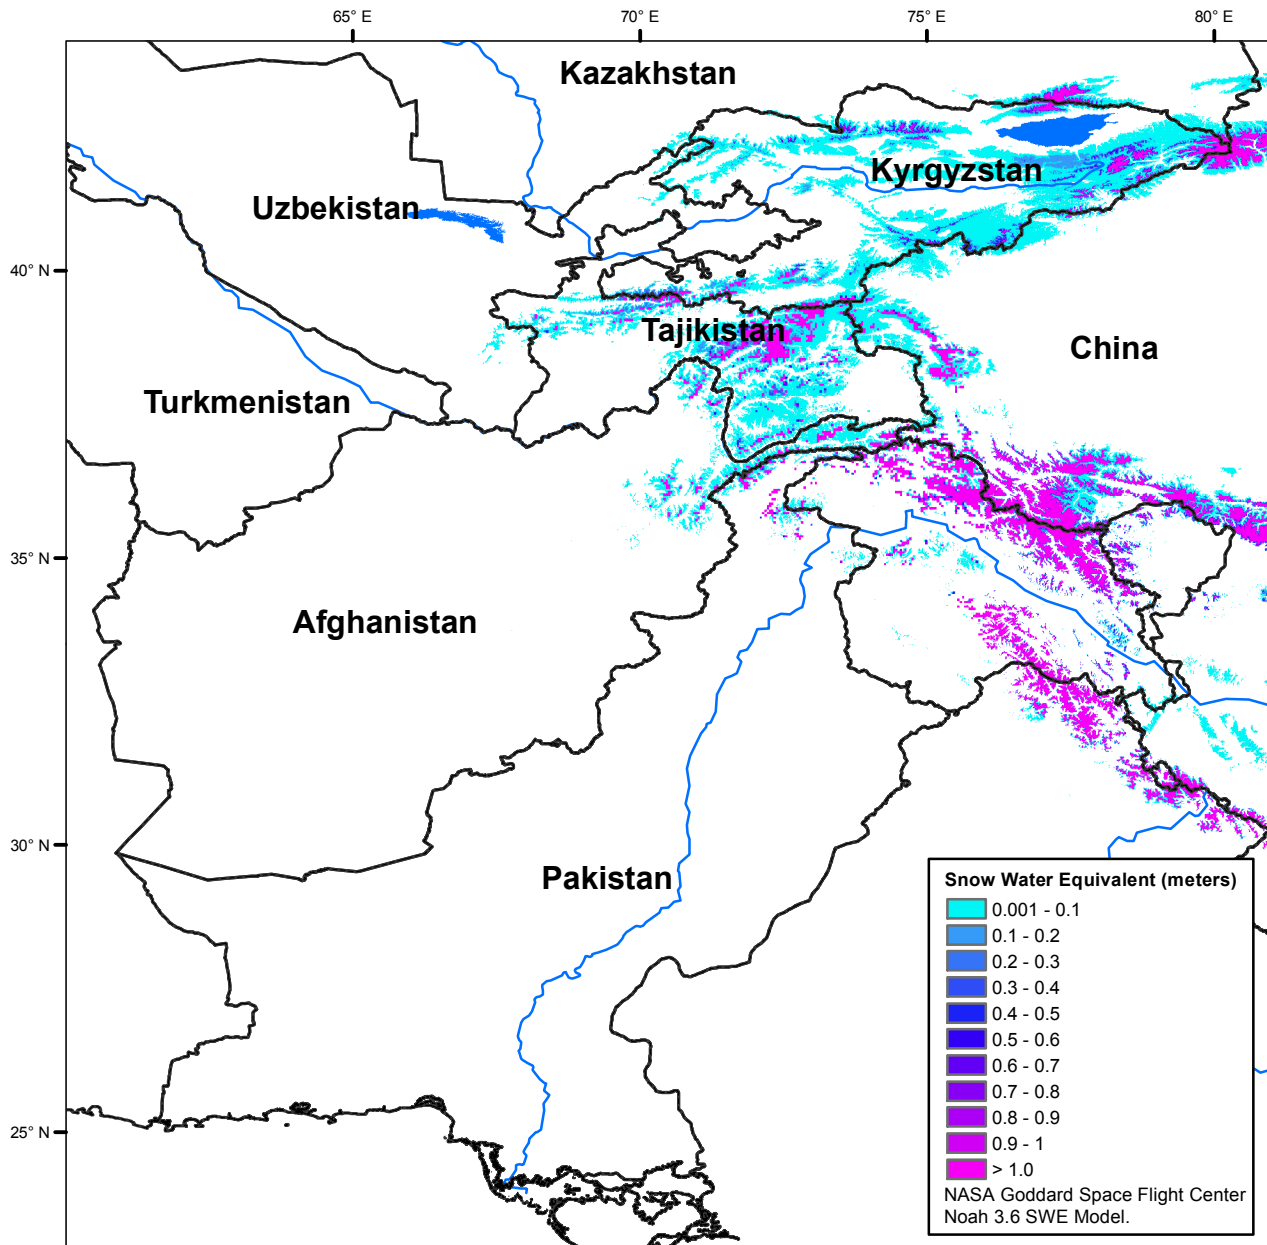 65° E
70° E
75° E
80° E
Kazakhstan
Kyrgyzstan
Uzbekistan
40° N
Tajikistan
China
Turkmenistan
35° N
Afghanistan
30° N
Pakistan
25° N
Snow Water Equivalent (meters)
0.001 - 0.1
0.1 - 0.2
0.2 - 0.3
0.3 - 0.4
0.4 - 0.5
0.5 - 0.6
0.6 - 0.7
0.7 - 0.8
0.8 - 0.9
0.9 - 1
> 1.0
NASA Goddard Space Flight Center
Noah 3.6 SWE Model.